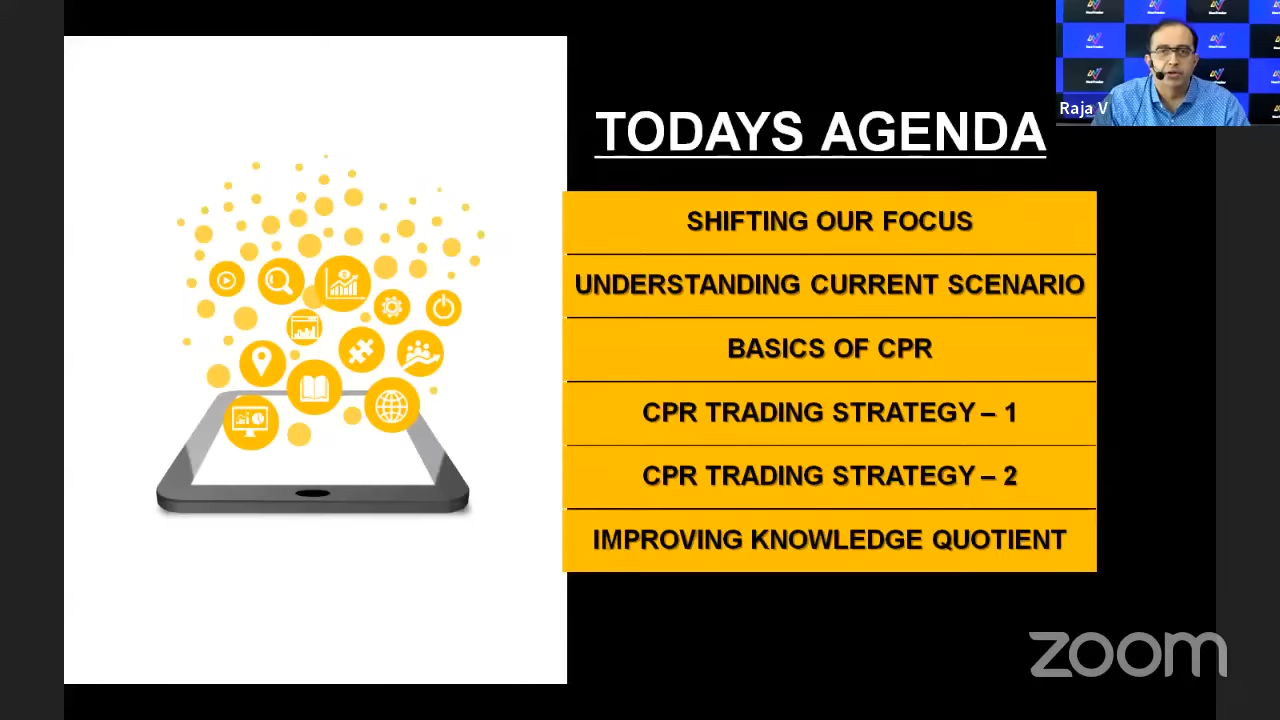 TODAYS AGENDA
SHIFTING OUR FOCUS
UNDERSTANDING CURRENT SCENARIO
BASICS OF CPR
CPR TRADING STRATEGY – 1
CPR TRADING STRATEGY – 2
IMPROVING KNOWLEDGE QUOTIENT
Raja V
zoom